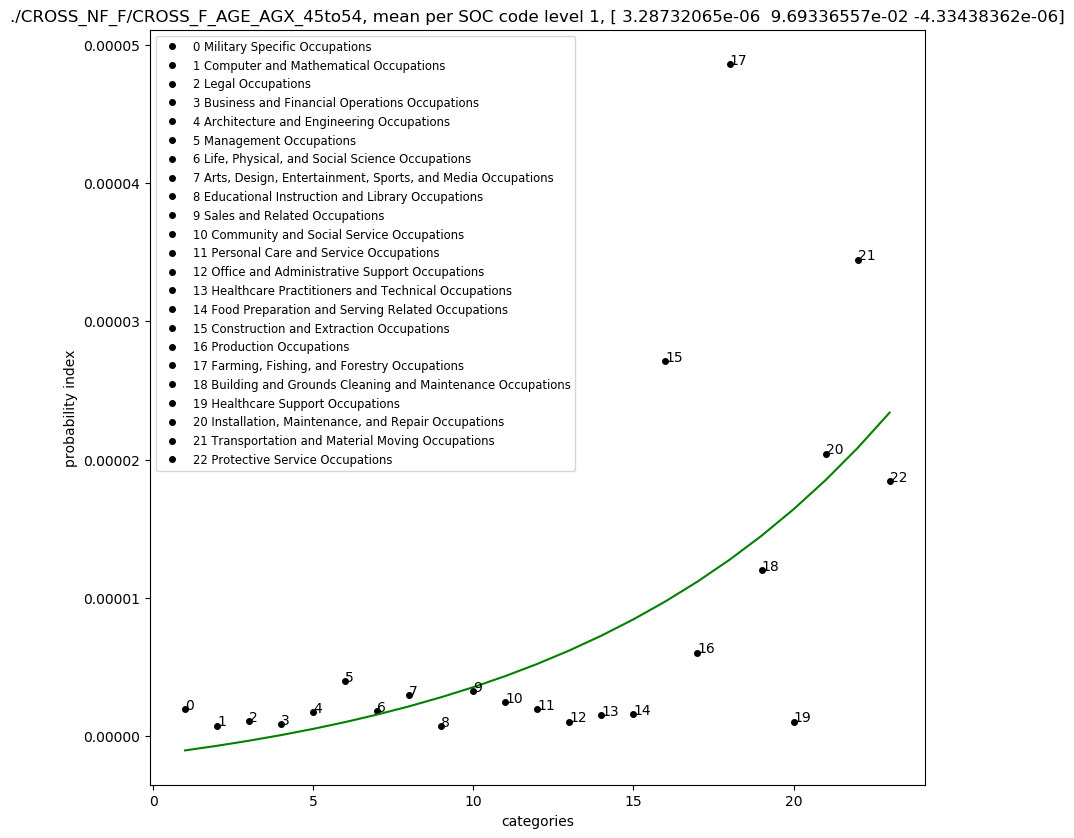 ./CROSS_NF_F/CROSS_F_AGE_AGX_45to54, mean per SOC code level 1, [ 3.28732065e-06  9.69336557e-02 -4.33438362e-06]
0 Military Specific Occupations
1 Computer and Mathematical Occupations
2 Legal Occupations
3 Business and Financial Operations Occupations
4 Architecture and Engineering Occupations
5 Management Occupations
6 Life, Physical, and Social Science Occupations
7 Arts, Design, Entertainment, Sports, and Media Occupations
8 Educational Instruction and Library Occupations
9 Sales and Related Occupations
10 Community and Social Service Occupations
11 Personal Care and Service Occupations
12 Office and Administrative Support Occupations
13 Healthcare Practitioners and Technical Occupations
14 Food Preparation and Serving Related Occupations
15 Construction and Extraction Occupations
16 Production Occupations
17 Farming, Fishing, and Forestry Occupations
18 Building and Grounds Cleaning and Maintenance Occupations
19 Healthcare Support Occupations
20 Installation, Maintenance, and Repair Occupations
21 Transportation and Material Moving Occupations
22 Protective Service Occupations
probability index
0.00005
0.00004
0.00003
0.00002
0.00001
0.00000
0
1
2
3
4
5
6
7
8
9
10
11
12
13
14
15
16
17
18
19
20
21
22
0 5 10 15 20
categories